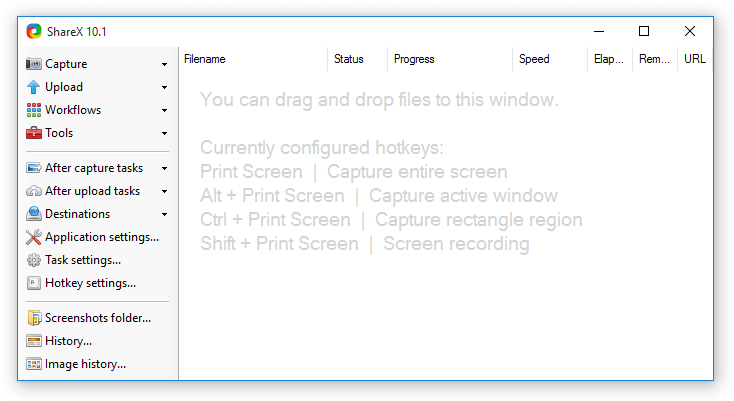 ShareX 10.1
Capture
Upload
Workflows
Tools
After capture tasks
After upload tasks
Destinations
Application settings...
Task settings...
Hotkey settings...
Screenshots folder...
History...
Image history...
Filename Status Progress Speed Elap... Rem... URL
You can drag and drop files to this window.
Currently configured hotkeys:
Print Screen | Capture entire screen
Alt + Print Screen | Capture active window
Ctrl + Print Screen | Capture rectangle region
Shift + Print Screen | Screen recording